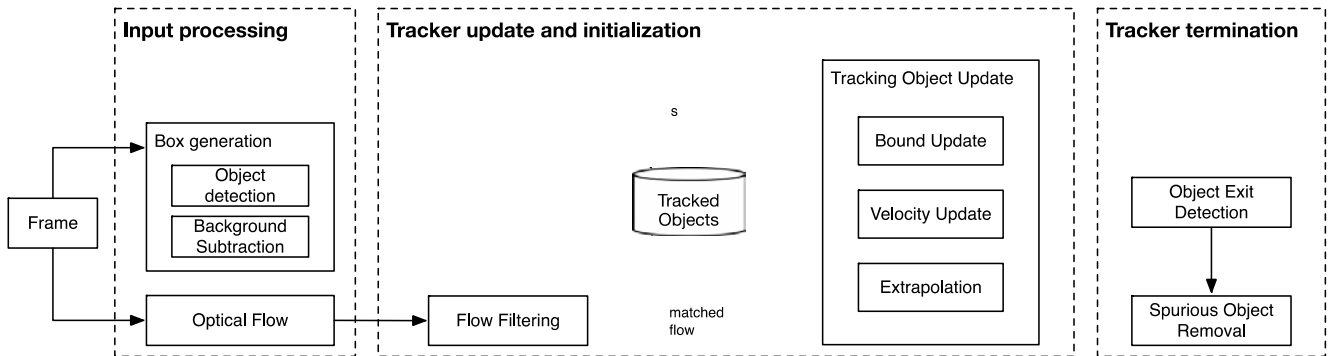 Input processing
Tracker update and initialization
Tracker termination
Tracking Object Update
s
Box generation
Bound Update
Object
detection
Tracked
Objects
Object Exit
Detection
Frame
Velocity Update
Background
Subtraction
Extrapolation
Optical Flow
Flow Filtering
matched
flow
Spurious Object
Removal